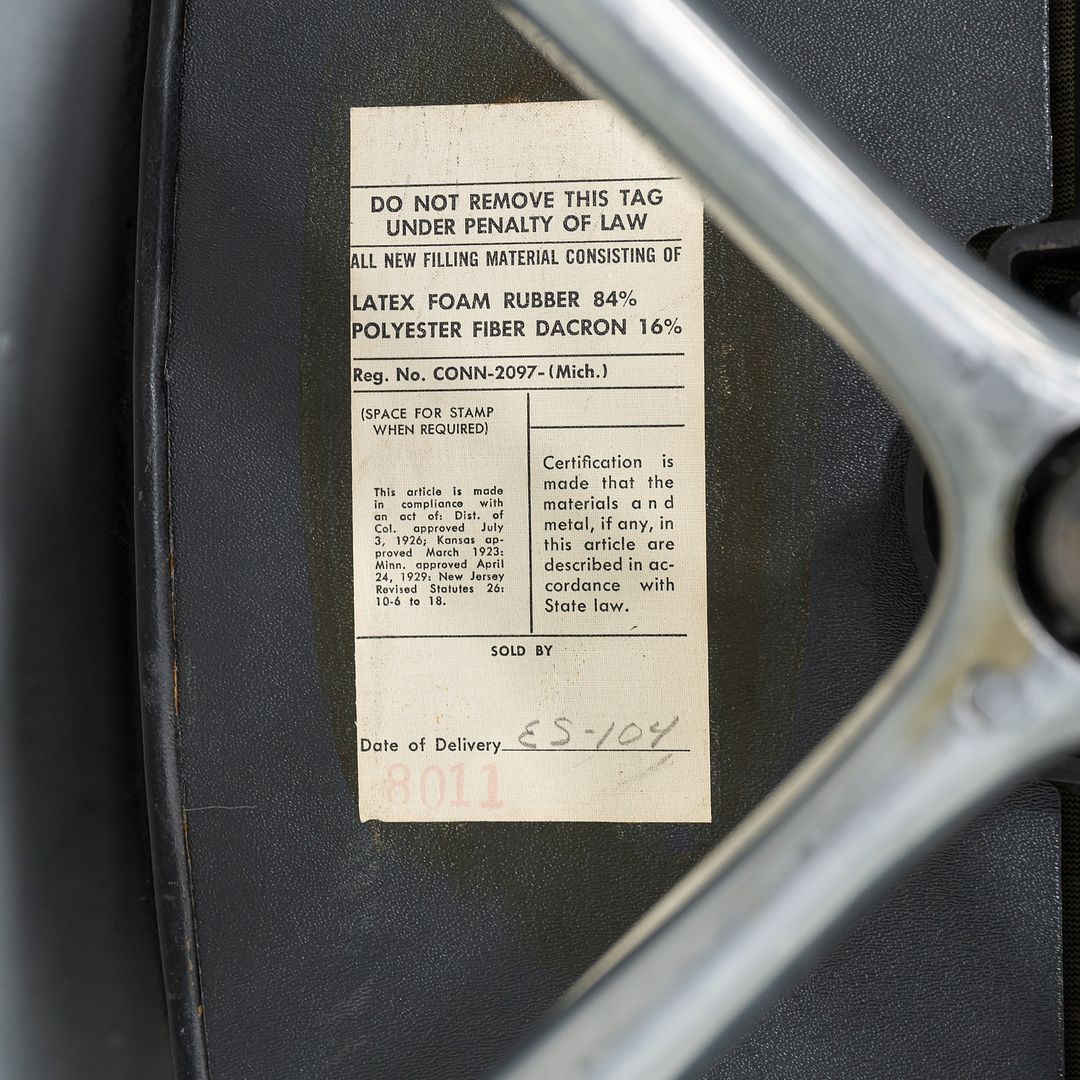 DO NOT REMOVE THIS TAG
UNDER PENALTY OF LAW
ALL NEW FILLING MATERIAL CONSISTING OF
LATEX FOAM RUBBER 84%
POLYESTER FIBER DACRON 16%
Reg. No. CONN-2097-(Mich.)
(SPACE FOR STAMP
WHEN REQUIRED)
This article is made
in compliance with
an act of: Dist. of
Col. approved July
3, 1926; Kansas ap-
proved March 1923:
Minn. approved April
24, 1929: New Jersey
Revised Statutes 26:
10-6 to 18.
Certification is
made that the
materials and
metal, if any, in
this article are
described in ac-
cordance with
State law.
SOLD BY
Date of Delivery ES-104
8011